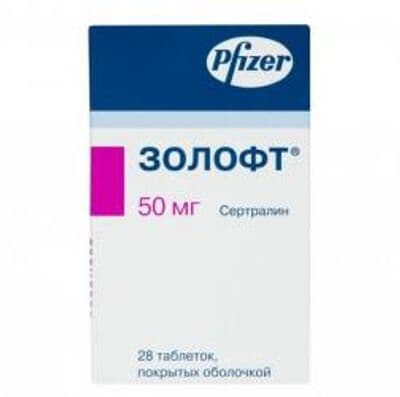 Pfizer
ЗОЛОФТ®
50 мг Сертралин
28 таблеток,
покрытых оболочкой